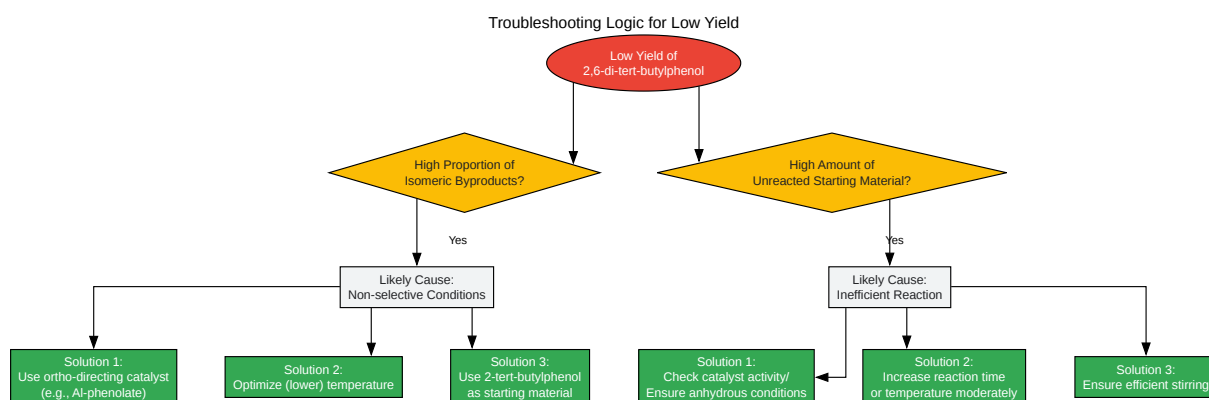 Troubleshooting Logic for Low Yield
Low Yield of
2,6-di-tert-butylphenol
High Proportion of
Isomeric Byproducts?
High Amount of
Unreacted Starting Material?
Yes
Yes
Likely Cause:
Non-selective Conditions
Likely Cause:
Inefficient Reaction
Solution 1:
Use ortho-directing catalyst
(e.g., Al-phenolate)
Solution 2:
Optimize (lower) temperature
Solution 3:
Use 2-tert-butylphenol
as starting material
Solution 1:
Check catalyst activity/
Ensure anhydrous conditions
Solution 2:
Increase reaction time
or temperature moderately
Solution 3:
Ensure efficient stirring